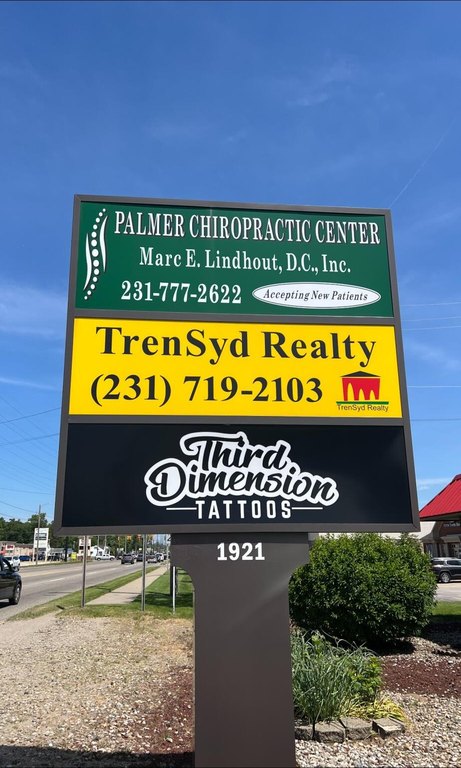 PALMER CHIROPRACTIC CENTER
Marc E. Lindhout, D.C., Inc.
231-777-2622
Accepting New Patients
TrenSyd Realty
(231) 719-2103
TrenSyd Realty
Third
Dimension
TATTOOS
1921